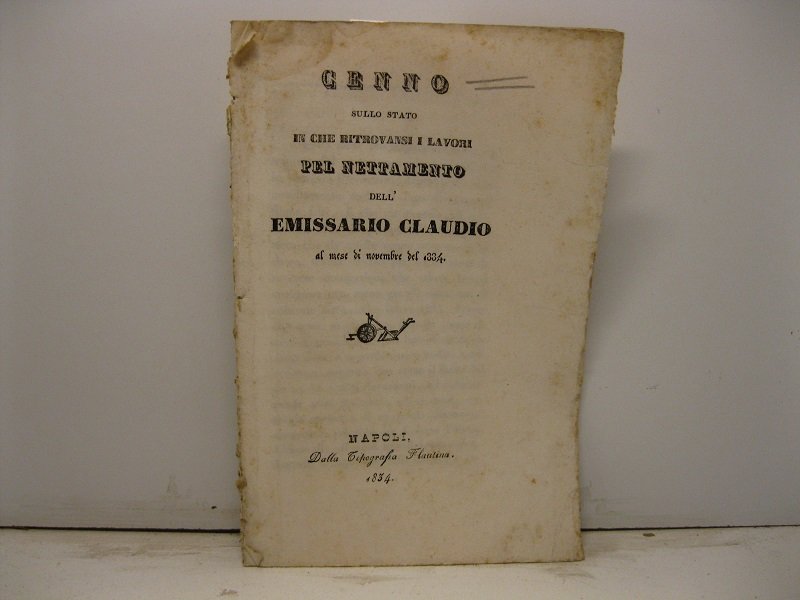 CENNO
SULLO STATO
IN CHE RITROVANSI I LAVORI
PEL NETTAMENTO
DELL'
EMISSARIO CLAUDIO
al mese di novembre del 1834.
NAPOLI,
Dalla Tipografia Flautina.
1834.